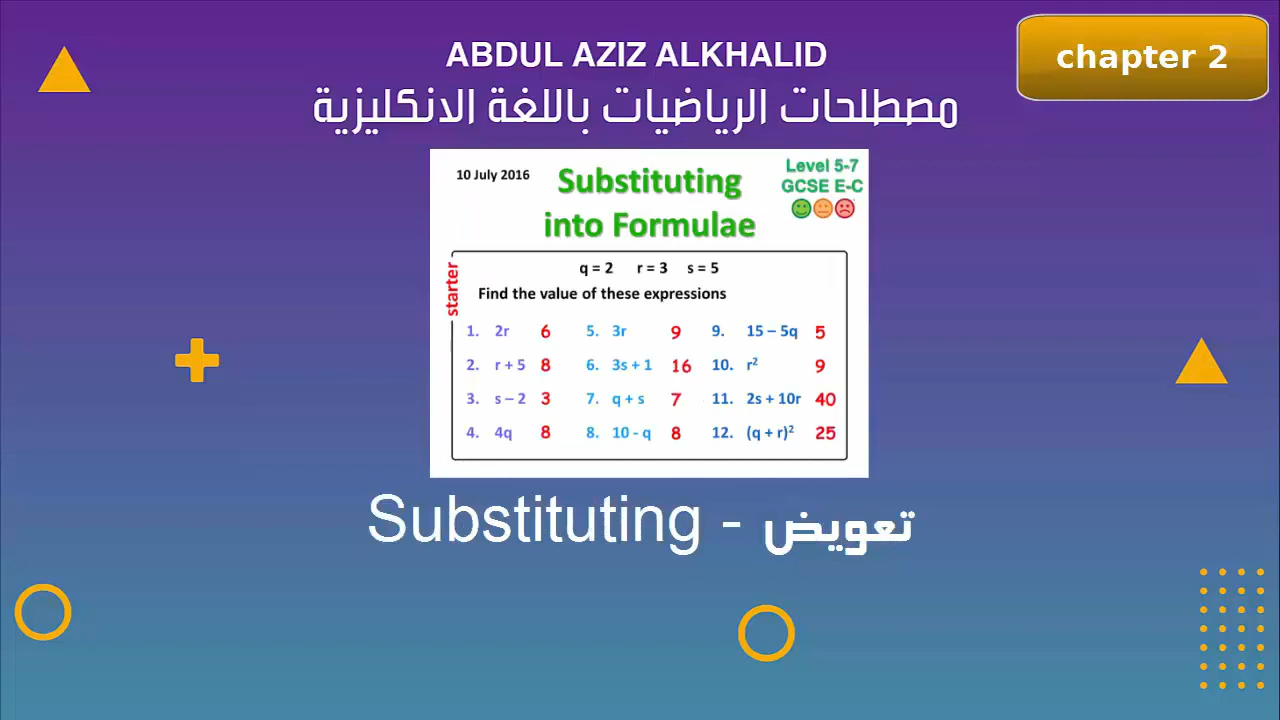 ABDUL AZIZ ALKHALID
chapter 2
مصطلحات الرياضيات باللغة الانكليزية
10 July 2016
Substituting
into Formulae
Level 5-7
GCSE E-C
starter
q = 2 r = 3 s = 5
Find the value of these expressions
1. 2r 6 5. 3r 9 9. 15 – 5q 5
2. r + 5 8 6. 3s + 1 16 10. r² 9
3. s – 2 3 7. q + s 7 11. 2s + 10r 40
4. 4q 8 8. 10 - q 8 12. (q + r)² 25
Substituting - تعويض